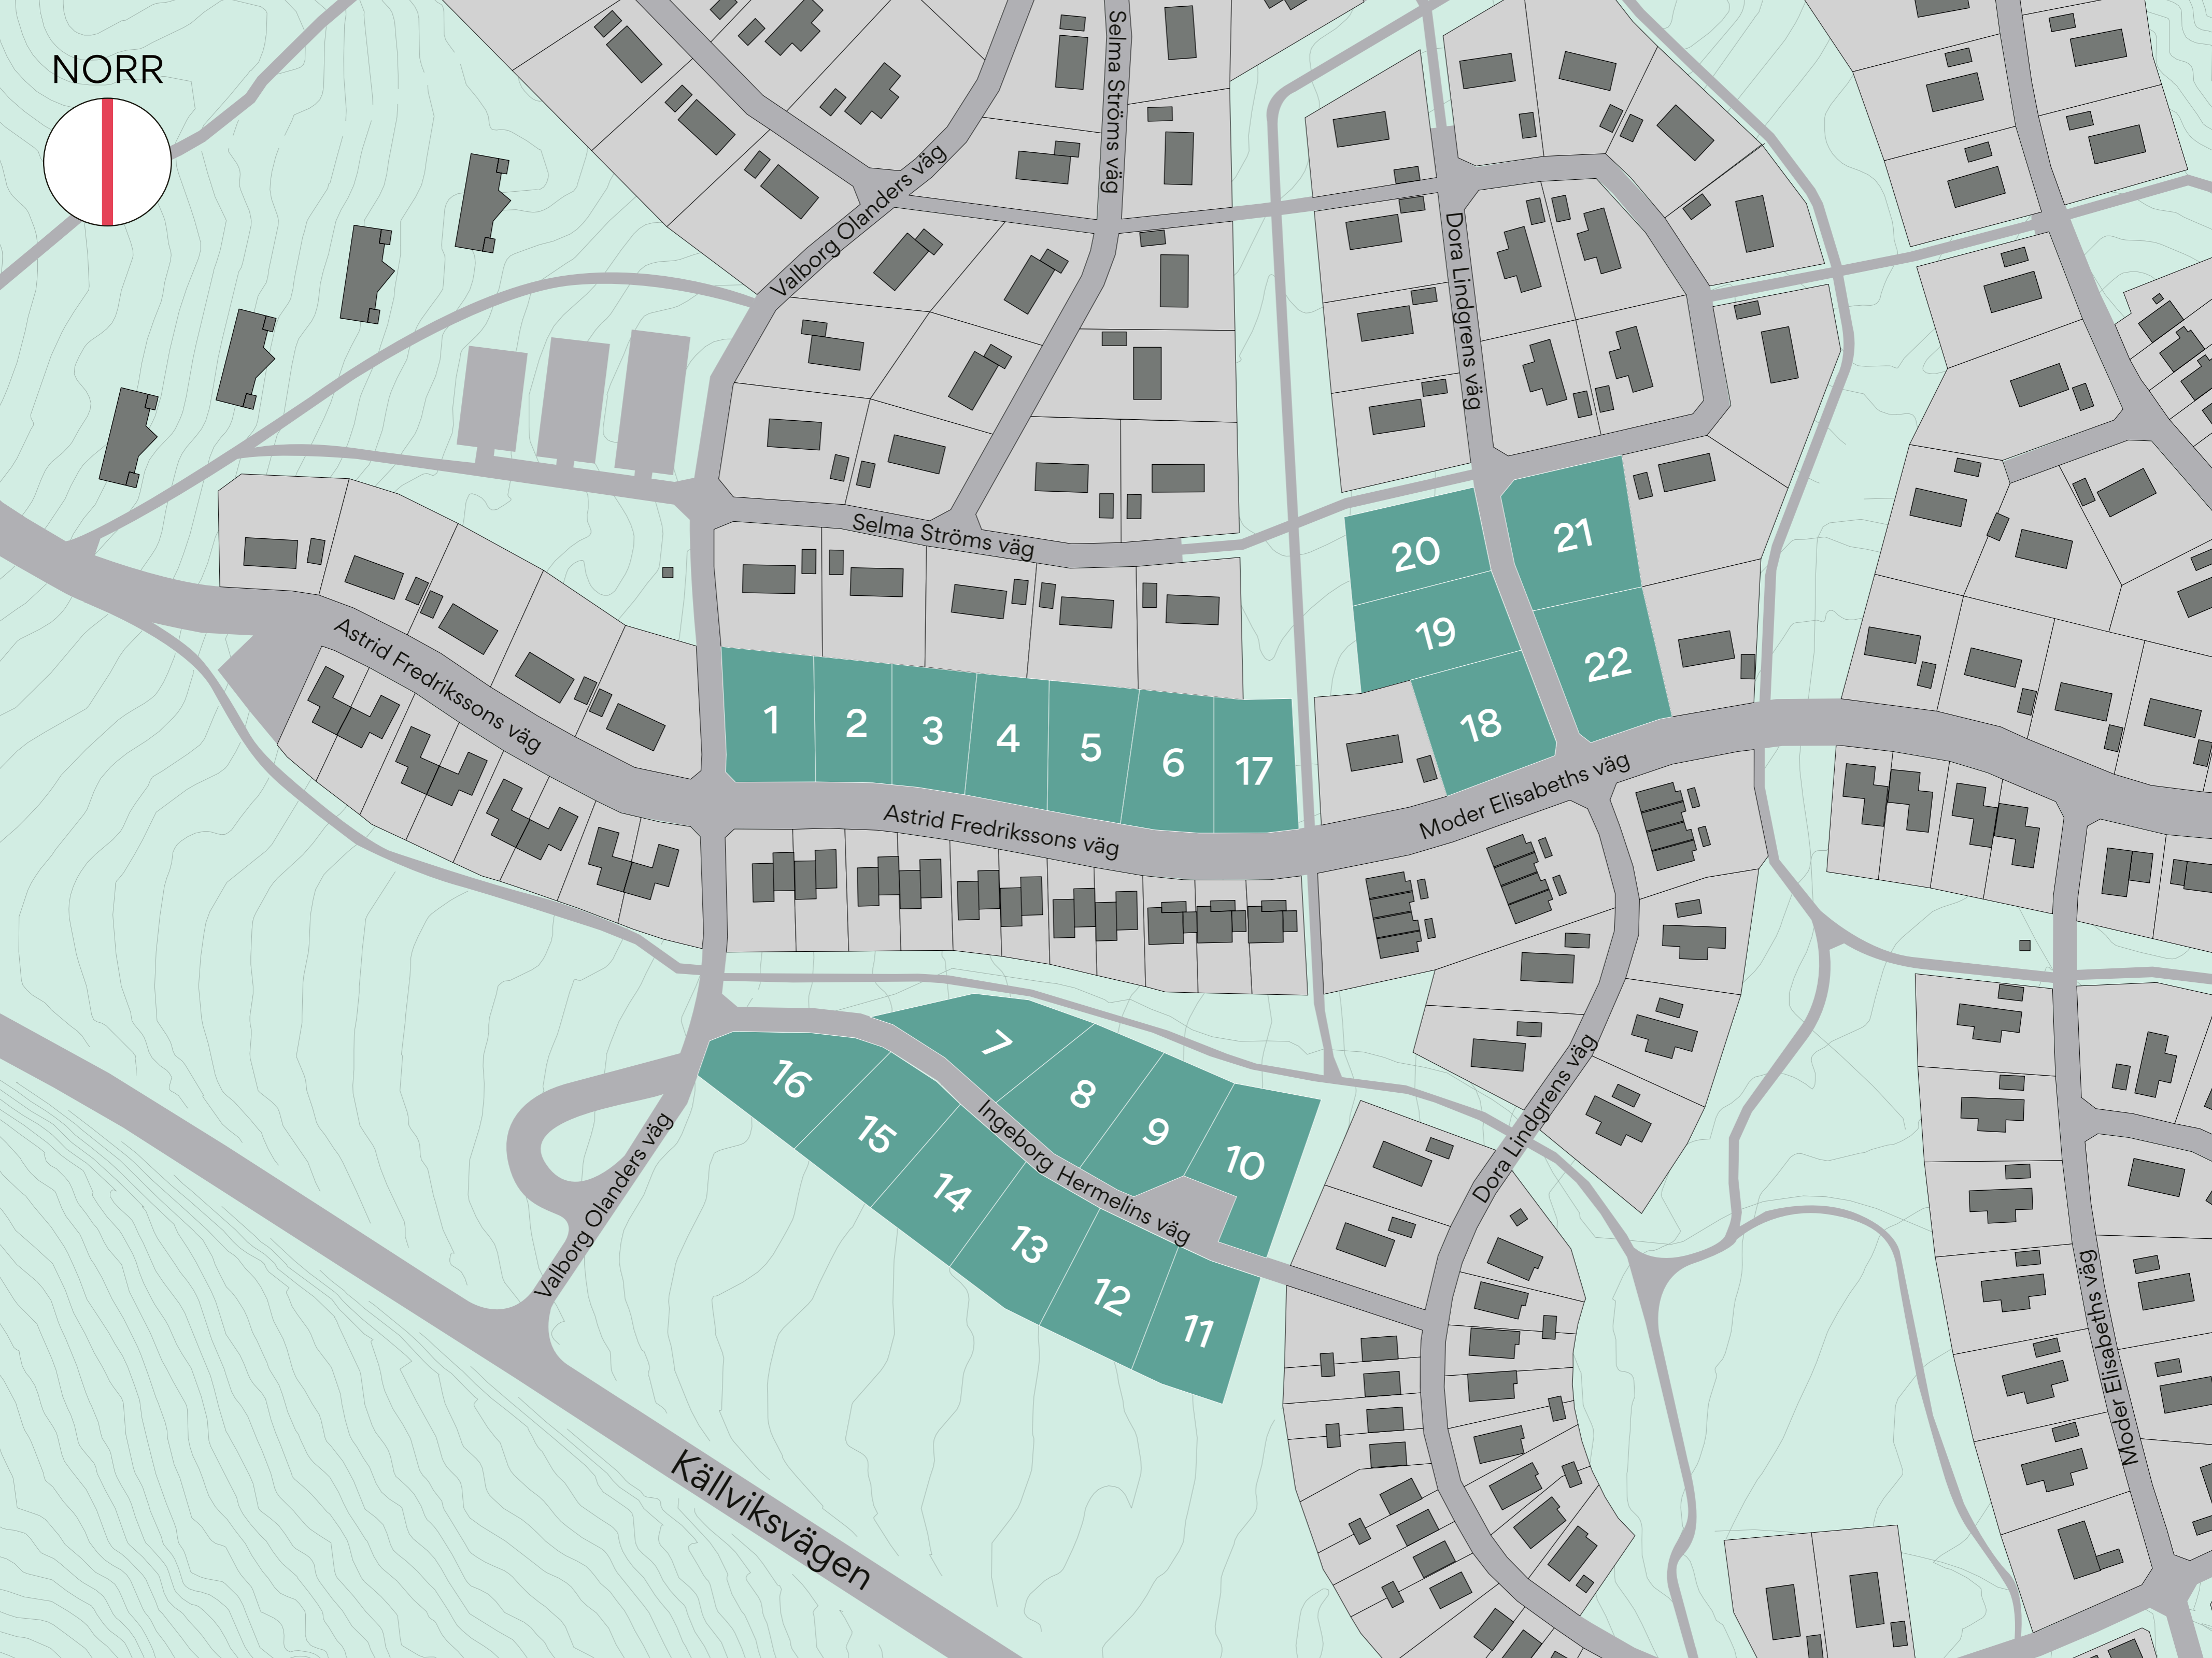 NORR
Selma Ströms väg
Valborg Olanders väg
Dora Lindgrens väg
Selma Ströms väg
20
21
19
22
Astrid Fredrikssons väg
1
2
3
4
5
6
17
18
Moder Elisabeths väg
Astrid Fredrikssons väg
7
16
8
15
9
10
Ingeborg Hermelins väg
14
13
12
11
Dora Lindgrens väg
Valborg Olanders väg
Moder Elisabeths väg
Källviksvägen